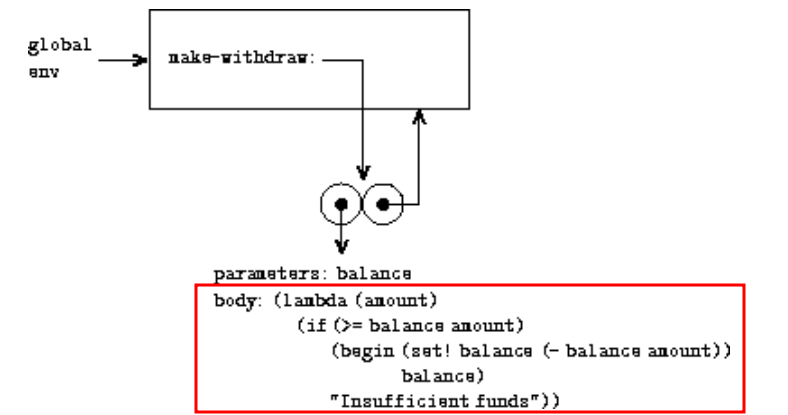 global
env
make-withdraw:
parameters: balance
body: (lambda (amount)
(if (>= balance amount)
(begin (set! balance (- balance amount))
balance)
"Insufficient funds"))